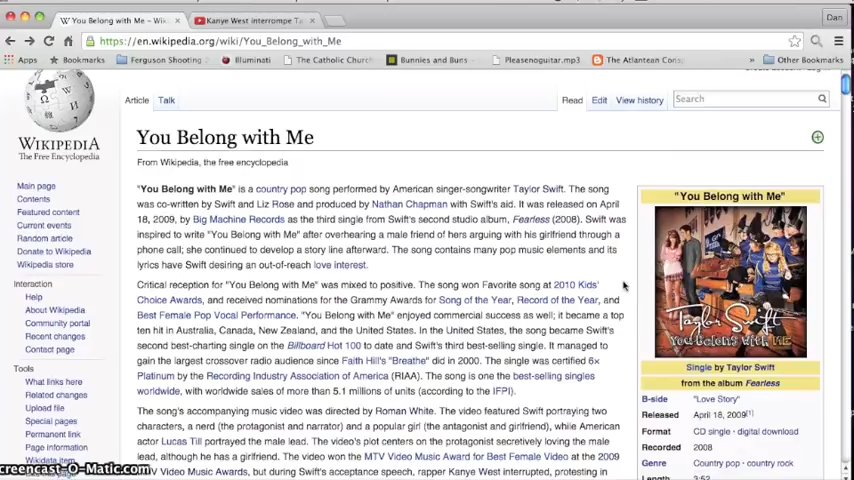 You Belong with Me – Wiki
Kanye West interrompe Ta
Dan
https://en.wikipedia.org/wiki/You_Belong_with_Me
Apps
Bookmarks
Ferguson Shooting
Illuminati
The Catholic Church
Bunnies and Buns
Pleasenoguitar.mp3
The Atlantean Cons
»
Other Bookmarks
WIKIPEDIA
The Free Encyclopedia
Main page
Contents
Featured content
Current events
Random article
Donate to Wikipedia
Wikipedia store
Interaction
Help
About Wikipedia
Community portal
Recent changes
Contact page
Tools
What links here
Related changes
Upload file
Special pages
Permanent link
Page information
Wikidata item
Article Talk
Read Edit View history
Search
You Belong with Me
From Wikipedia, the free encyclopedia
"You Belong with Me" is a country pop song performed by American singer-songwriter Taylor Swift. The song
was co-written by Swift and Liz Rose and produced by Nathan Chapman with Swift's aid. It was released on April
18, 2009, by Big Machine Records as the third single from Swift's second studio album, Fearless (2008). Swift was
inspired to write "You Belong with Me" after overhearing a male friend of hers arguing with his girlfriend through a
phone call; she continued to develop a story line afterward. The song contains many pop music elements and its
lyrics have Swift desiring an out-of-reach love interest.
Critical reception for "You Belong with Me" was mixed to positive. The song won Favorite song at 2010 Kids'
Choice Awards, and received nominations for the Grammy Awards for Song of the Year, Record of the Year, and
Best Female Pop Vocal Performance. "You Belong with Me" enjoyed commercial success as well; it became a top
ten hit in Australia, Canada, New Zealand, and the United States. In the United States, the song became Swift's
second best-charting single on the Billboard Hot 100 to date and Swift's third best-selling single. It managed
to gain the largest crossover radio audience since Faith Hill's "Breathe" did in 2000. The single was certified 6×
Platinum by the Recording Industry Association of America (RIAA). The song is one the best-selling singles
worldwide, with worldwide sales of more than 5.1 millions of units (according to the IFPI).
The song's accompanying music video was directed by Roman White. The video featured Swift portraying two
characters, a nerd (the protagonist and narrator) and a popular girl (the antagonist and girlfriend), while American
actor Lucas Till portrayed the male lead. The video's plot centers on the protagonist secretively loving the male
lead, although he has a girlfriend. The video won the MTV Video Music Award for Best Female Video at the 2009
MTV Video Music Awards, but during Swift's acceptance speech, rapper Kanye West interrupted, protesting in
"You Belong with Me"
Taylor Swift
YOU BELONG WITH ME
Single by Taylor Swift
from the album Fearless
B-side "Love Story"
Released April 18, 2009[1]
Format CD single · digital download
Recorded 2008
Genre Country pop · country rock
Length 3:52
creencast-O-Matic.com